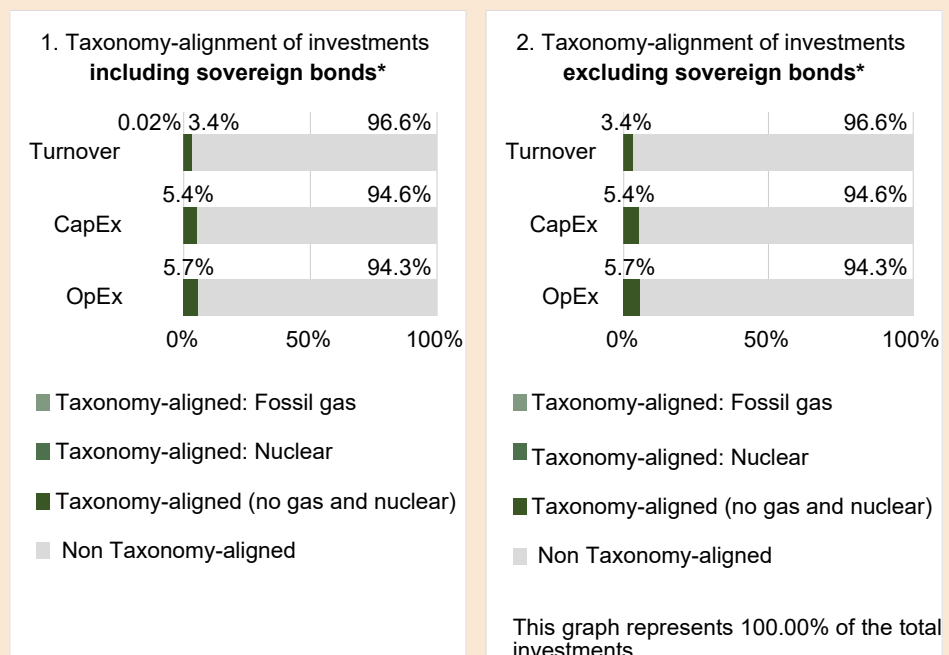 1. Taxonomy-alignment of investments
including sovereign bonds*
0.02% 3.4% 96.6%
Turnover
5.4% 94.6%
CapEx
5.7% 94.3%
OpEx
0% 50% 100%
Taxonomy-aligned: Fossil gas
Taxonomy-aligned: Nuclear
Taxonomy-aligned (no gas and nuclear)
Non Taxonomy-aligned
2. Taxonomy-alignment of investments
excluding sovereign bonds*
3.4% 96.6%
Turnover
5.4% 94.6%
CapEx
5.7% 94.3%
OpEx
0% 50% 100%
Taxonomy-aligned: Fossil gas
Taxonomy-aligned: Nuclear
Taxonomy-aligned (no gas and nuclear)
Non Taxonomy-aligned
This graph represents 100.00% of the total
investments